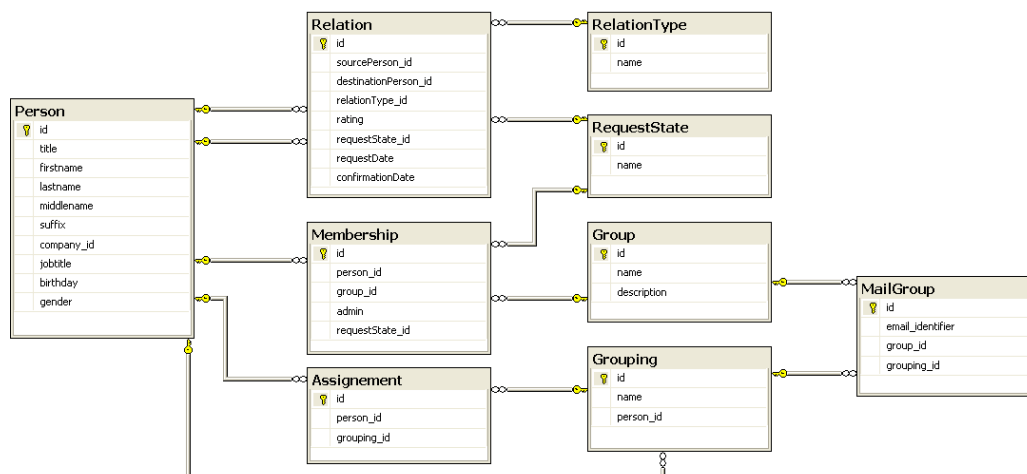 Person
id
title
firstname
lastname
middlename
suffix
company_id
jobtitle
birthday
gender
Relation
id
sourcePerson_id
destinationPerson_id
relationType_id
rating
requestState_id
requestDate
confirmationDate
Membership
id
person_id
group_id
admin
requestState_id
Assignement
id
person_id
grouping_id
RelationType
id
name
RequestState
id
name
Group
id
name
description
Grouping
id
name
person_id
MailGroup
id
email_identifier
group_id
grouping_id